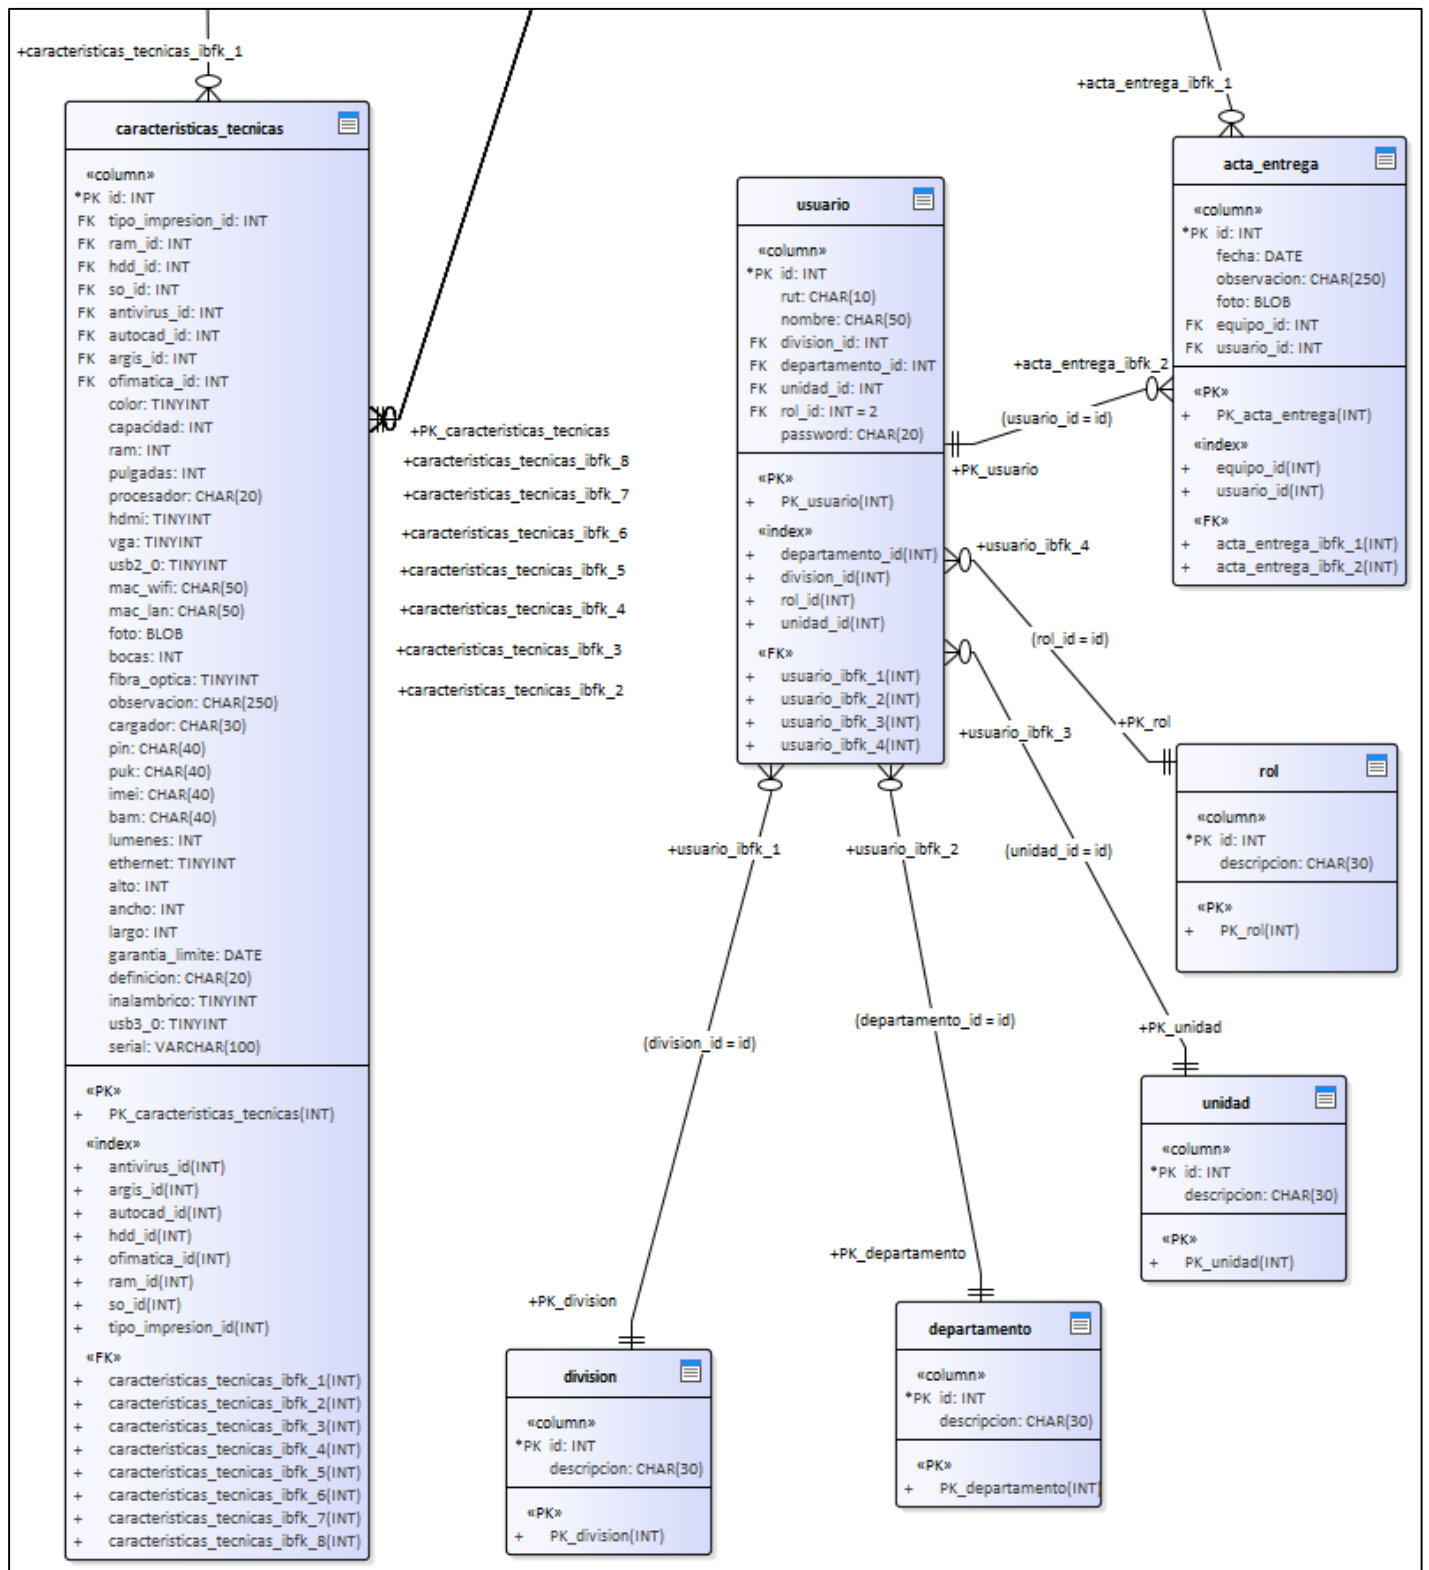 +caracteristicas_tecnicas_ibfk_1
caracteristicas_tecnicas
«column»
*PK id: INT
FK tipo_impresion_id: INT
FK ram_id: INT
FK hdd_id: INT
FK so_id: INT
FK antivirus_id: INT
FK autocad_id: INT
FK argis_id: INT
FK ofimatica_id: INT
color: TINYINT
capacidad: INT
ram: INT
pulgadas: INT
procesador: CHAR(20)
hdmi: TINYINT
vga: TINYINT
usb2_0: TINYINT
mac_wifi: CHAR(50)
mac_lan: CHAR(50)
foto: BLOB
bocas: INT
fibra_optica: TINYINT
observacion: CHAR(250)
cargador: CHAR(30)
pin: CHAR(40)
puk: CHAR(40)
imei: CHAR(40)
bam: CHAR(40)
lumenes: INT
ethernet: TINYINT
alto: INT
ancho: INT
largo: INT
garantia_limite: DATE
definicion: CHAR(20)
inalambrico: TINYINT
usb3_0: TINYINT
serial: VARCHAR(100)
«PK»
+ PK_caracteristicas_tecnicas(INT)
«index»
+ antivirus_id(INT)
+ argis_id(INT)
+ autocad_id(INT)
+ hdd_id(INT)
+ ofimatica_id(INT)
+ ram_id(INT)
+ so_id(INT)
+ tipo_impresion_id(INT)
«FK»
+ caracteristicas_tecnicas_ibfk_1(INT)
+ caracteristicas_tecnicas_ibfk_2(INT)
+ caracteristicas_tecnicas_ibfk_3(INT)
+ caracteristicas_tecnicas_ibfk_4(INT)
+ caracteristicas_tecnicas_ibfk_5(INT)
+ caracteristicas_tecnicas_ibfk_6(INT)
+ caracteristicas_tecnicas_ibfk_7(INT)
+ caracteristicas_tecnicas_ibfk_8(INT)
+PK_caracteristicas_tecnicas
+caracteristicas_tecnicas_ibfk_8
+caracteristicas_tecnicas_ibfk_7
+caracteristicas_tecnicas_ibfk_6
+caracteristicas_tecnicas_ibfk_5
+caracteristicas_tecnicas_ibfk_4
+caracteristicas_tecnicas_ibfk_3
+caracteristicas_tecnicas_ibfk_2
usuario
«column»
*PK id: INT
rut: CHAR(10)
nombre: CHAR(50)
FK division_id: INT
FK departamento_id: INT
FK unidad_id: INT
FK rol_id: INT = 2
password: CHAR(20)
«PK»
+ PK_usuario(INT)
«index»
+ departamento_id(INT)
+ division_id(INT)
+ rol_id(INT)
+ unidad_id(INT)
«FK»
+ usuario_ibfk_1(INT)
+ usuario_ibfk_2(INT)
+ usuario_ibfk_3(INT)
+ usuario_ibfk_4(INT)
+acta_entrega_ibfk_1
acta_entrega
«column»
*PK id: INT
fecha: DATE
observacion: CHAR(250)
foto: BLOB
FK equipo_id: INT
FK usuario_id: INT
«PK»
+ PK_acta_entrega(INT)
«index»
+ equipo_id(INT)
+ usuario_id(INT)
«FK»
+ acta_entrega_ibfk_1(INT)
+ acta_entrega_ibfk_2(INT)
+acta_entrega_ibfk_2
(usuario_id = id)
+PK_usuario
+usuario_ibfk_4
(rol_id = id)
+PK_rol
+usuario_ibfk_3
(unidad_id = id)
+PK_unidad
+usuario_ibfk_1
(division_id = id)
+PK_division
+usuario_ibfk_2
(departamento_id = id)
+PK_departamento
rol
«column»
*PK id: INT
descripcion: CHAR(30)
«PK»
+ PK_rol(INT)
unidad
«column»
*PK id: INT
descripcion: CHAR(30)
«PK»
+ PK_unidad(INT)
departamento
«column»
*PK id: INT
descripcion: CHAR(30)
«PK»
+ PK_departamento(INT)
division
«column»
*PK id: INT
descripcion: CHAR(30)
«PK»
+ PK_division(INT)